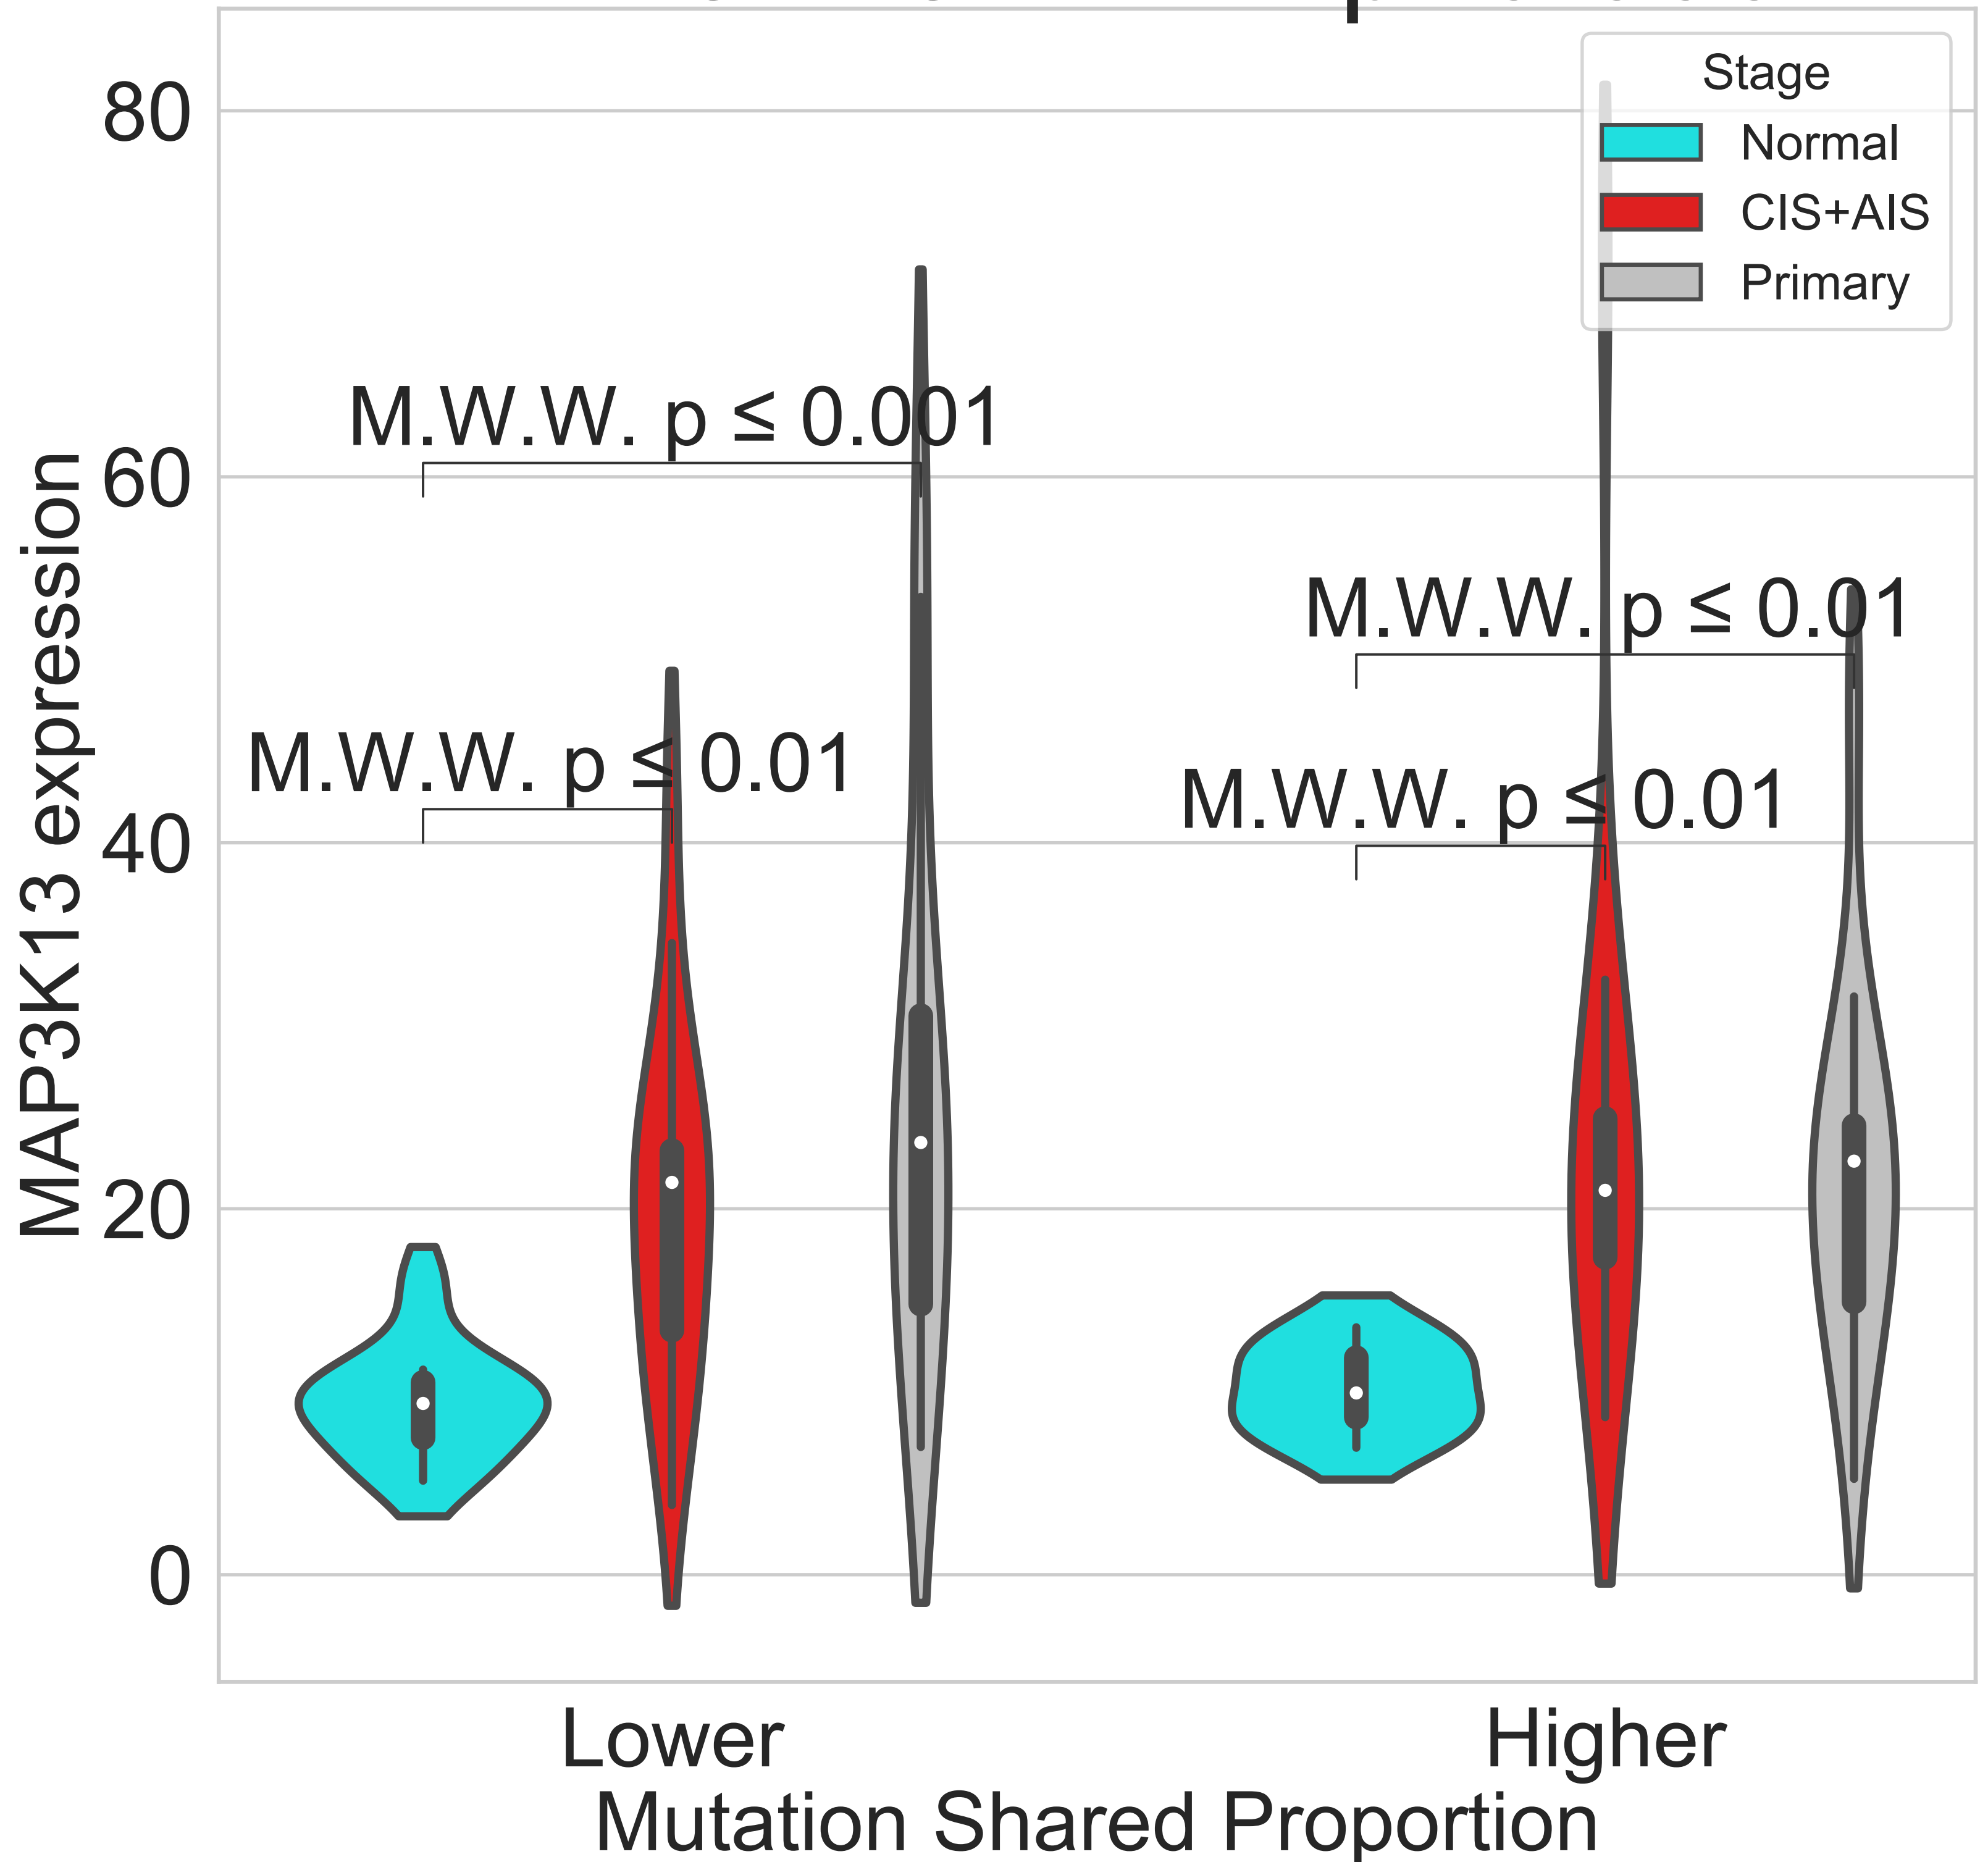 Stage
Normal
CIS+AIS
Primary
80
60
40
20
0
MAP3K13 expression
M.W.W. p ≤ 0.001
M.W.W. p ≤ 0.01
M.W.W. p ≤ 0.01
M.W.W. p ≤ 0.01
Lower
Higher
Mutation Shared Proportion